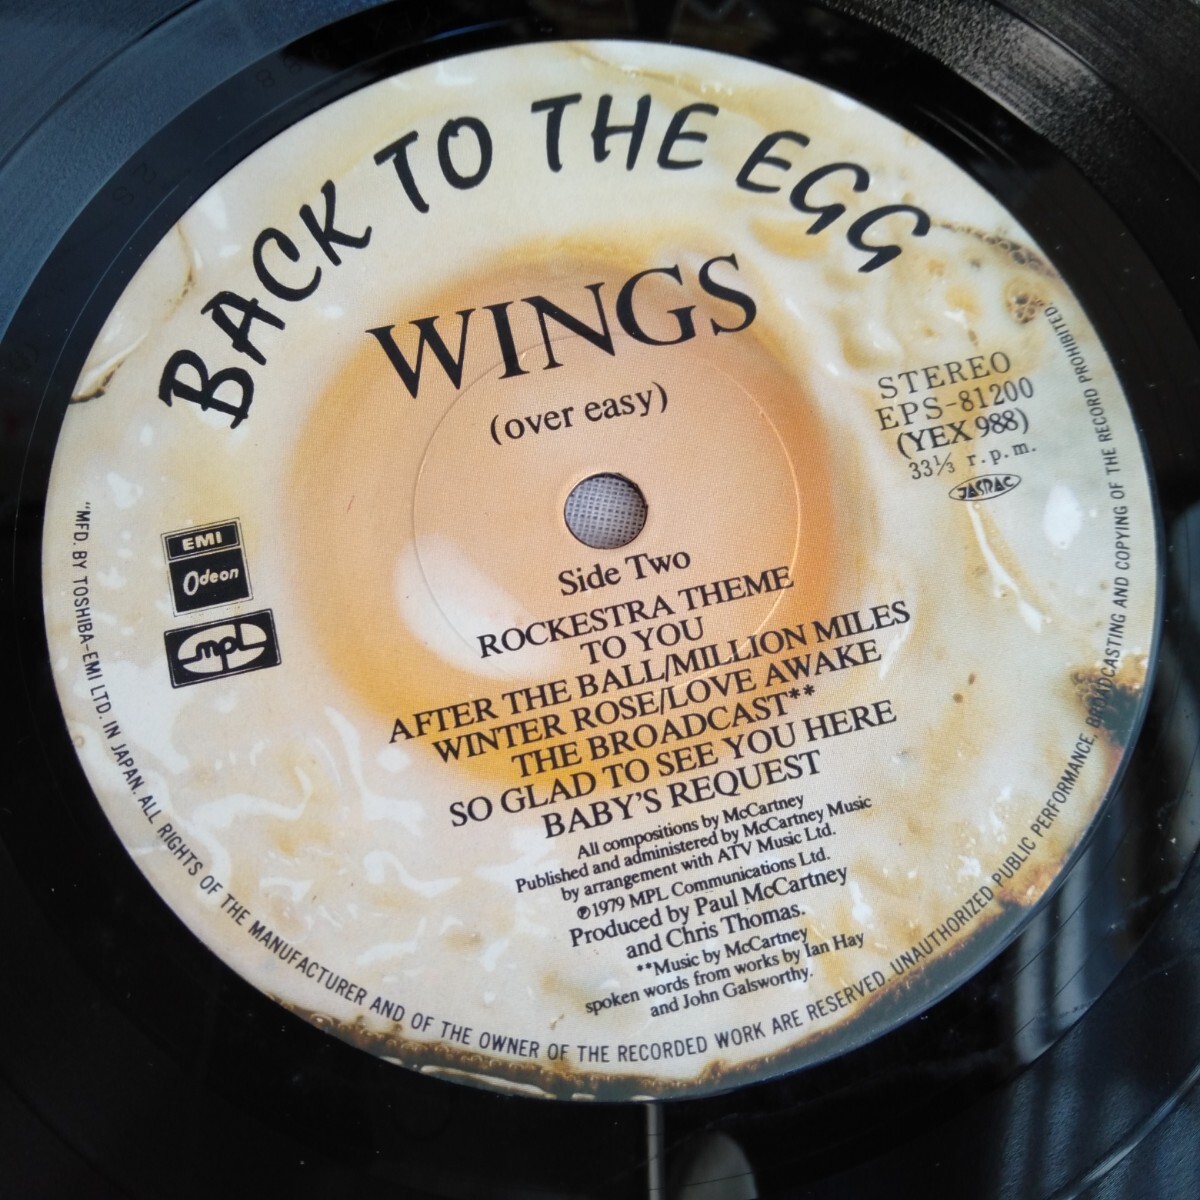 BACK TO THE EGG
WINGS
(over easy)
STEREO
EPS-81200
(YEX 988)
33⅓ r.p.m.
JASRAC
EMI
Odeon
mpl
Side Two
ROCKESTRA THEME
TO YOU
AFTER THE BALL/MILLION MILES
WINTER ROSE/LOVE AWAKE
THE BROADCAST**
SO GLAD TO SEE YOU HERE
BABY'S REQUEST
All compositions by McCartney
Published and administered by McCartney Music
by arrangement with ATV Music Ltd.
℗1979 MPL Communications Ltd.
Produced by Paul McCartney
and Chris Thomas.
**Music by McCartney
spoken words from works by Ian Hay
and John Galsworthy.
"MFD. BY TOSHIBA-EMI LTD. IN JAPAN. ALL RIGHTS OF THE MANUFACTURER AND OF THE OWNER OF THE RECORDED WORK ARE RESERVED. UNAUTHORIZED PUBLIC PERFORMANCE, BROADCASTING AND COPYING OF THE RECORD PROHIBITED.